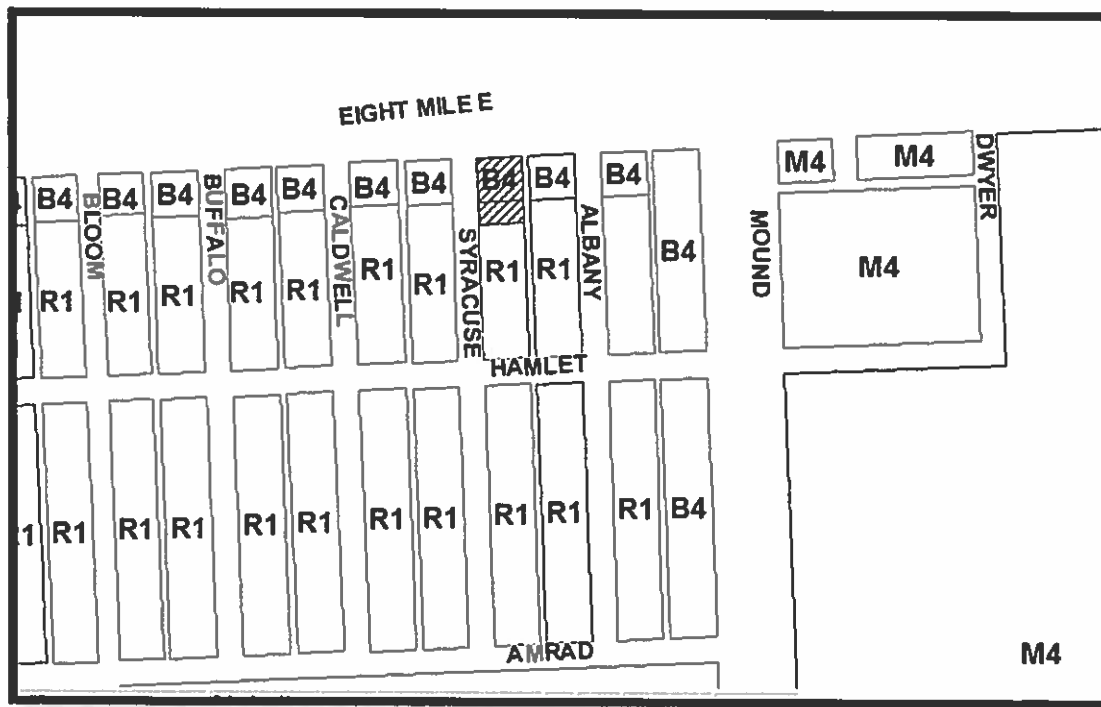 EIGHT MILE E
M4 M4 DWYER
B4 B4 B4 B4 B4 B4 B4 B4 B4 B4
BLOOM BUFFALO CALDWELL SYRACUSE ALBANY MOUND
R1 R1 R1 R1 R1 R1 R1 R1 R1 B4 M4
HAMLET
R1 R1 R1 R1 R1 R1 R1 R1 R1 R1 B4
AMRAD
M4